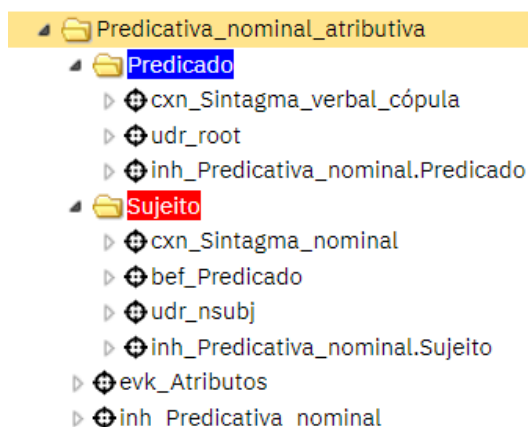 Predicativa_nominal_atributiva
Predicado
cxn_Sintagma_verbal_cópula
udr_root
inh_Predicativa_nominal.Predicado
Sujeito
cxn_Sintagma_nominal
bef_Predicado
udr_nsubj
inh_Predicativa_nominal.Sujeito
evk_Atributos
inh_Predicativa_nominal